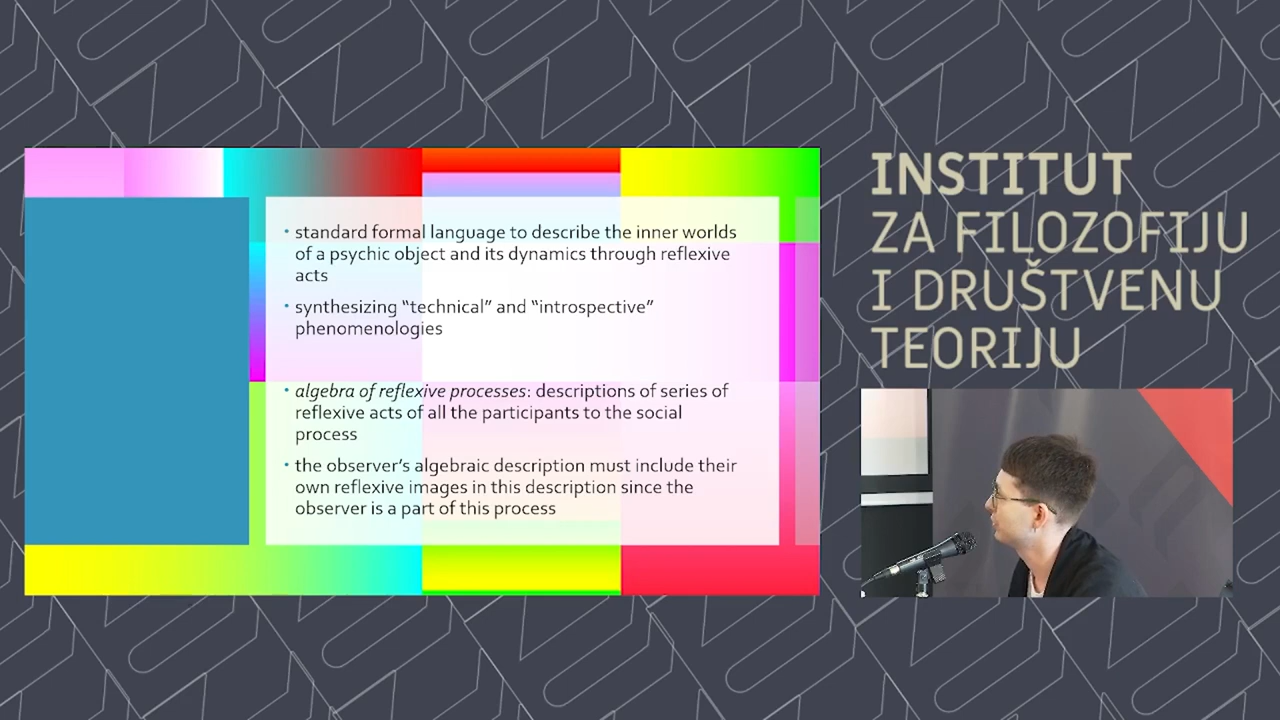 standard formal language to describe the inner worlds
of a psychic object and its dynamics through reflexive
acts
synthesizing “technical” and “introspective”
phenomenologies
algebra of reflexive processes: descriptions of series of
reflexive acts of all the participants to the social
process
the observer’s algebraic description must include their
own reflexive images in this description since the
observer is a part of this process
INSTITUT
ZA FILOZOFIJU
I DRUŠTVENU
TEORIJU